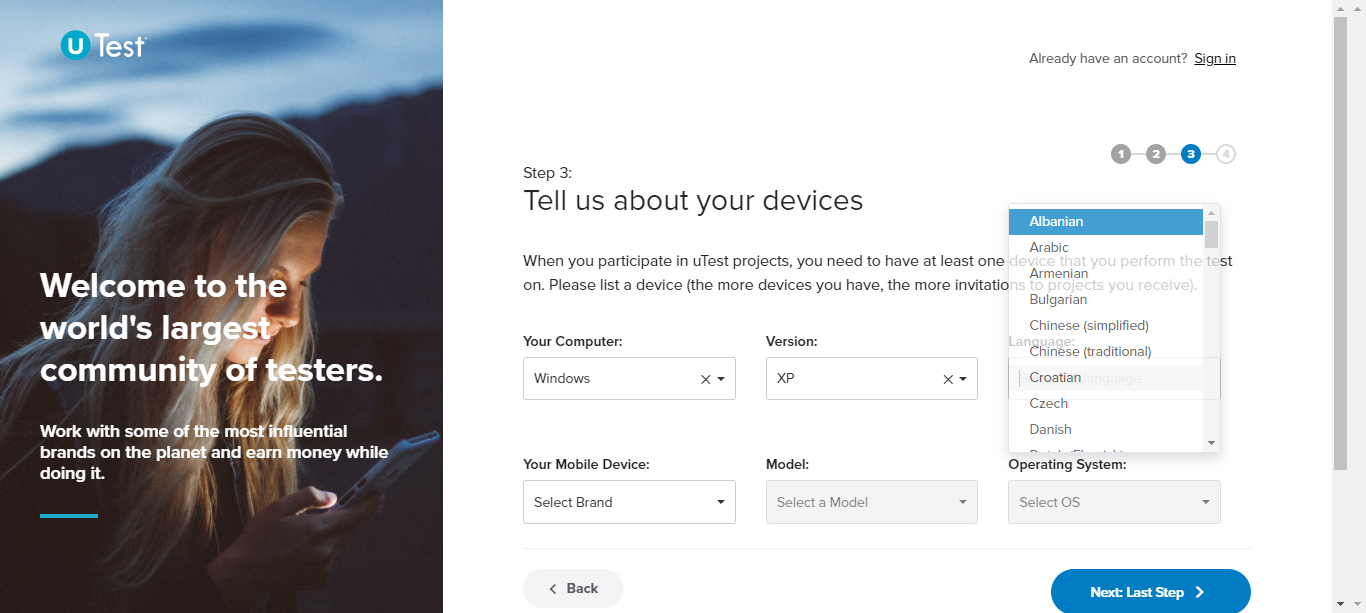 uTest
Already have an account? Sign in
1 2 3 4
Step 3:
Tell us about your devices
When you participate in uTest projects, you need to have at least one device that you perform the test
on. Please list a device (the more devices you have, the more invitations to projects you receive).
Albanian
Arabic
Armenian
Bulgarian
Chinese (simplified)
Chinese (traditional)
Croatian
Czech
Danish
Your Computer:
Windows
Version:
XP
Language:
Your Mobile Device:
Select Brand
Model:
Select a Model
Operating System:
Select OS
Back
Next: Last Step
Welcome to the
world's largest
community of testers.
Work with some of the most influential
brands on the planet and earn money while
doing it.